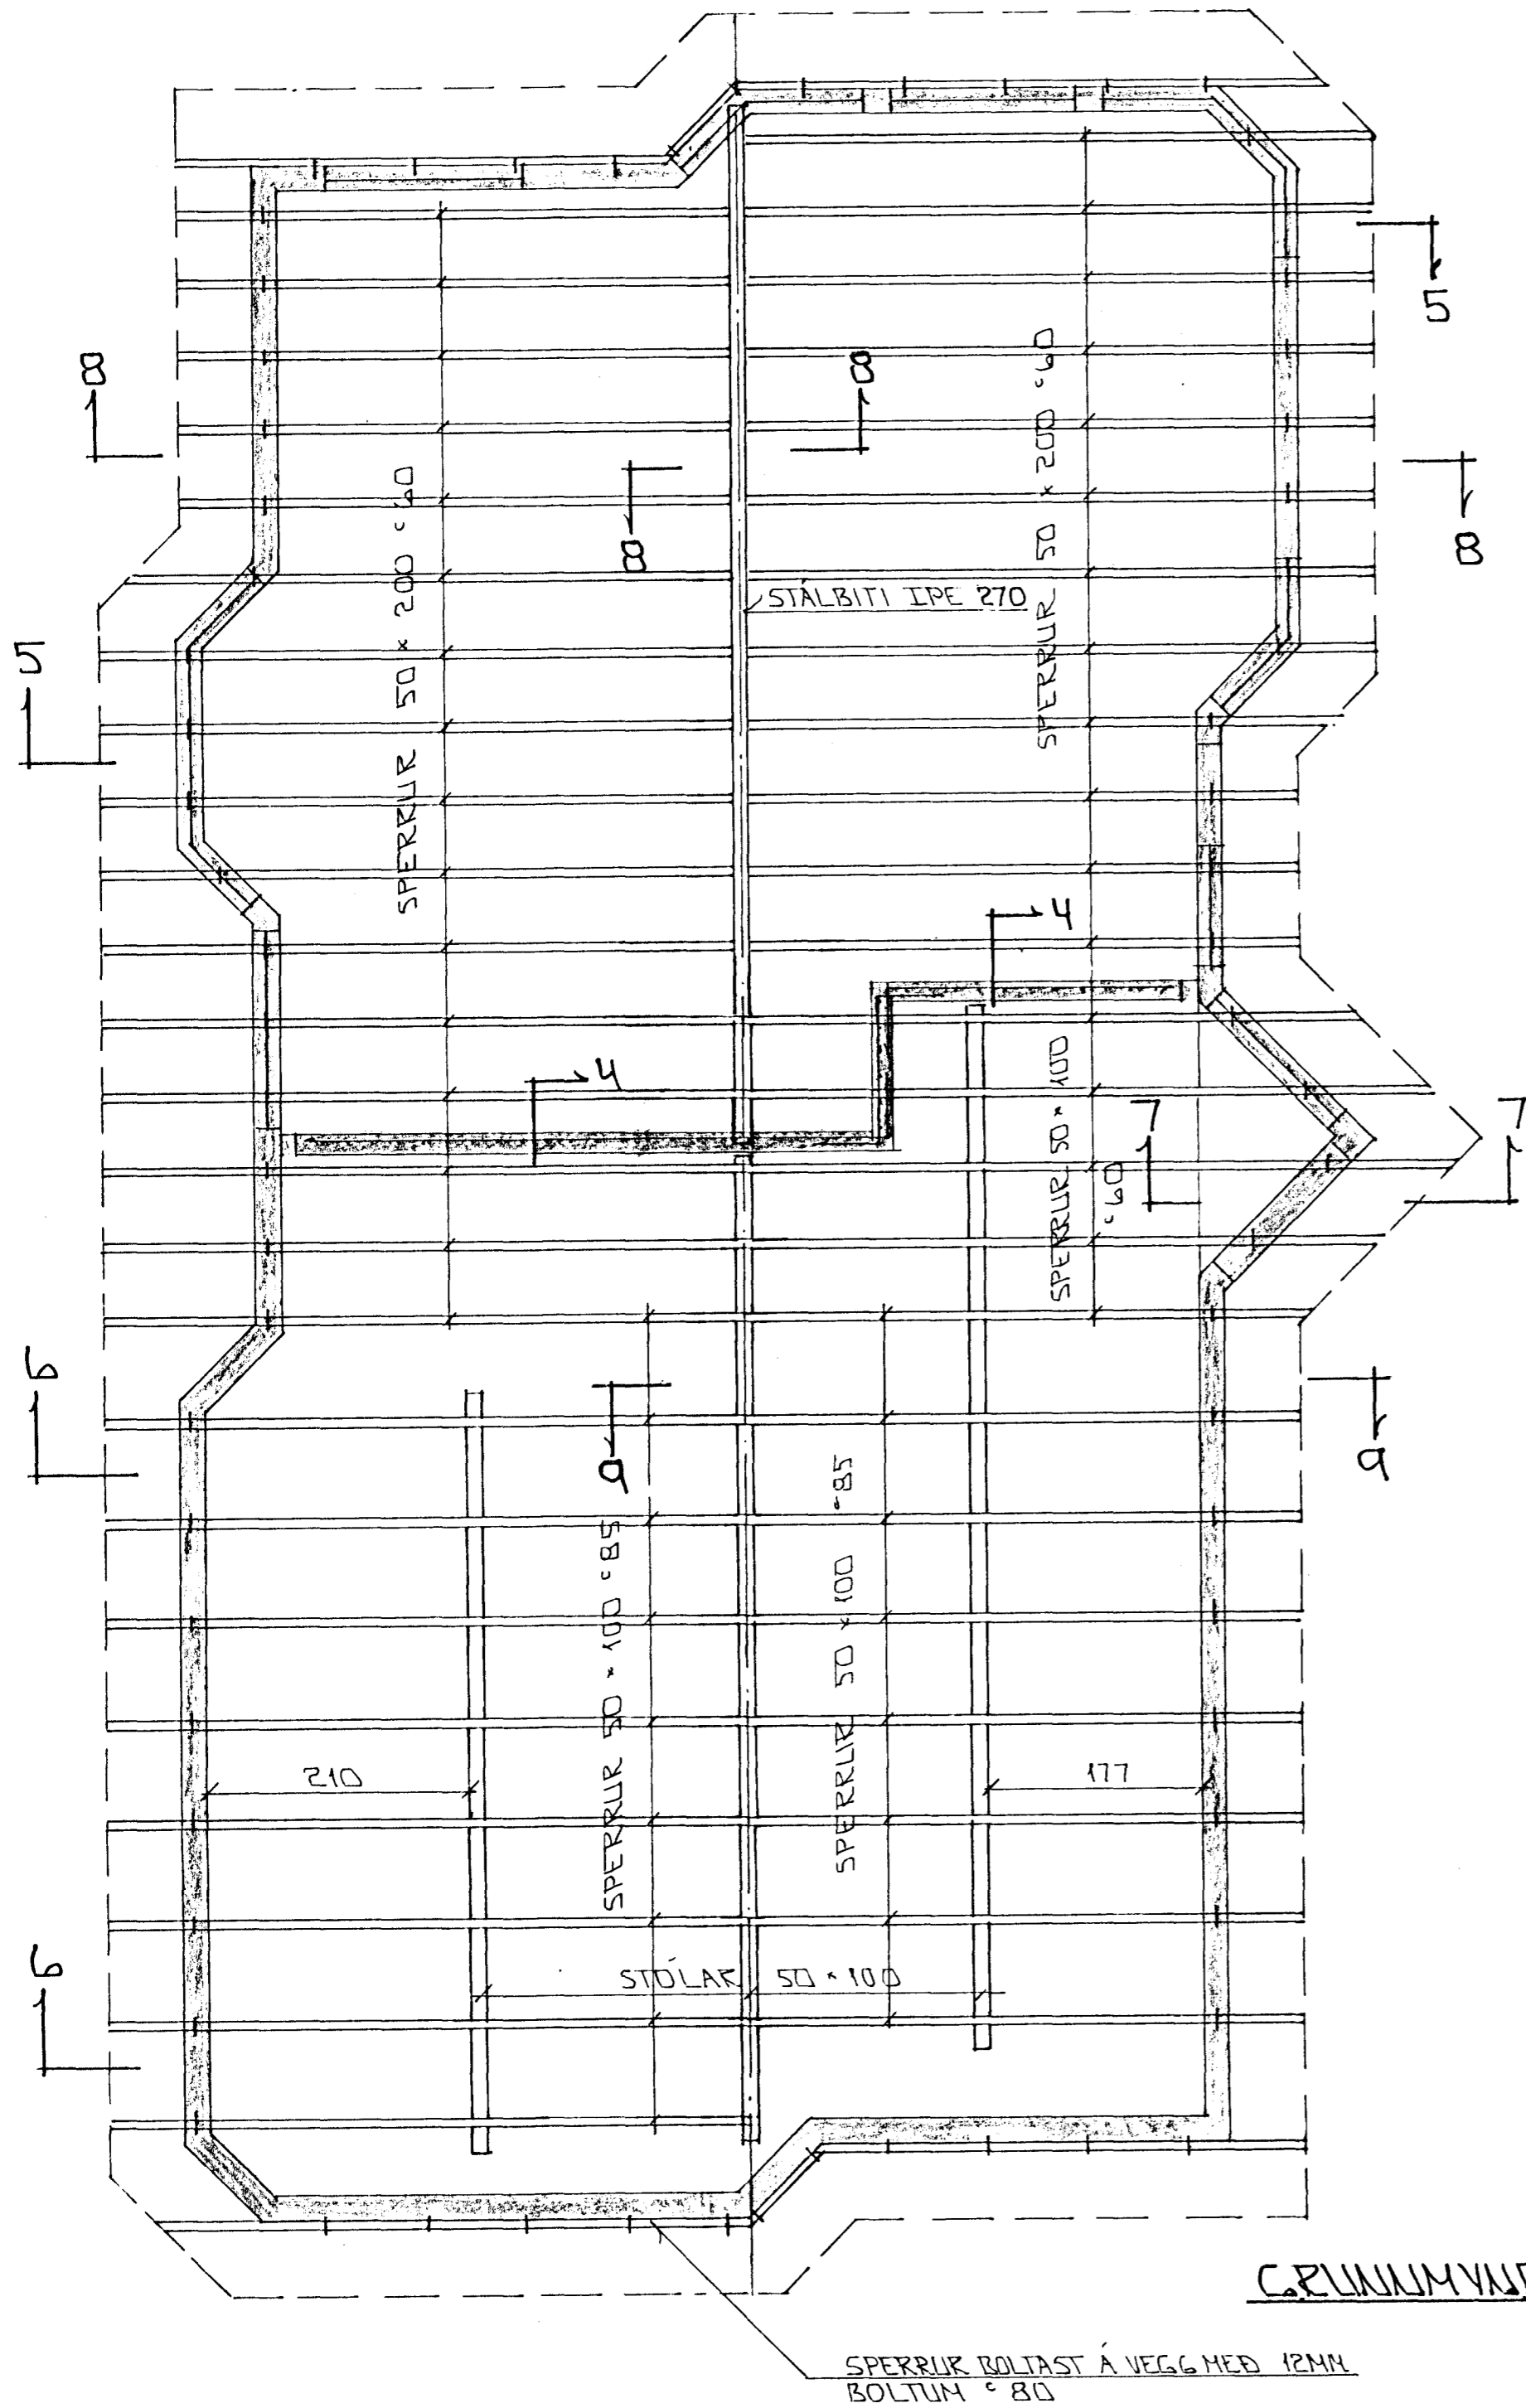 5
8
8
8
8
SPERRUR 50 × 200 c 60
SPERRUR 50 × 200 c 60
STÁLBITI IPE 270
5
4
4
SPERRUR 50 × 100
c 60
7
7
6
9
9
SPERRUR 50 × 100 c 85
SPERRUR 50 × 100 c 85
210
177
STÓLAR 50 × 100
6
GRUNNMYND
SPERRUR BOLTAST Á VEGG MEÐ 12MM
BOLTUM c 80